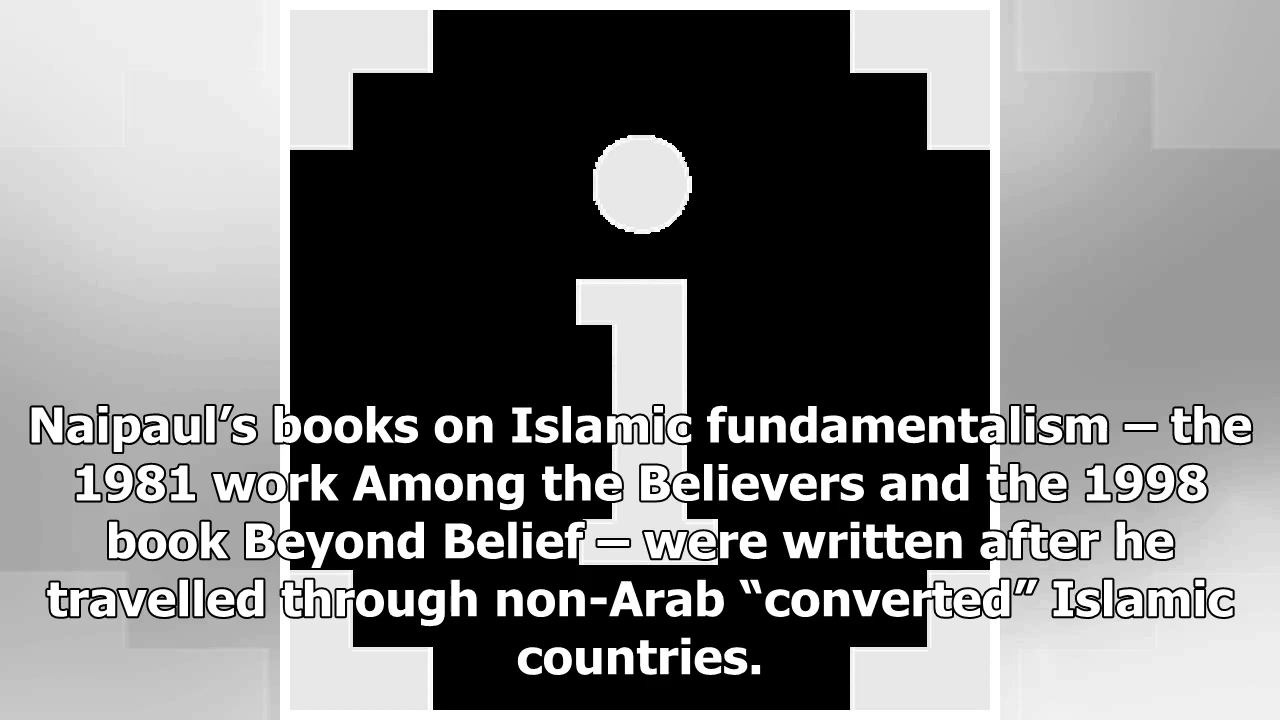 Naipaul’s books on Islamic fundamentalism – the
1981 work Among the Believers and the 1998
book Beyond Belief – were written after he
travelled through non-Arab “converted” Islamic
countries.